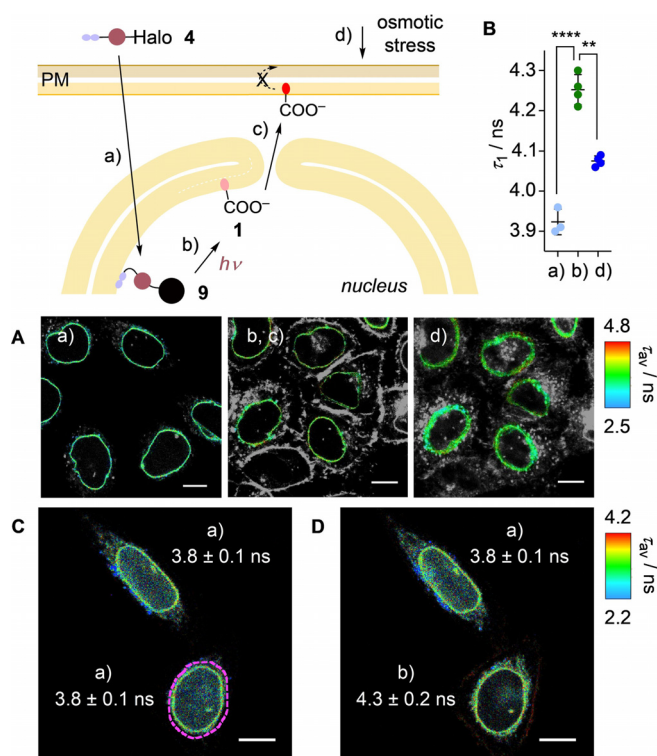 Halo 4
d)
osmotic
stress
PM
X
COO⁻
c)
a)
COO⁻
1
b)
hν
9
nucleus
B
****
**
4.3
4.2
4.1
4.0
3.9
τ₁ / ns
a) b) d)
A
a)
b, c)
d)
4.8
τav / ns
2.5
C
a)
3.8 ± 0.1 ns
a)
3.8 ± 0.1 ns
D
a)
3.8 ± 0.1 ns
b)
4.3 ± 0.2 ns
4.2
τav / ns
2.2